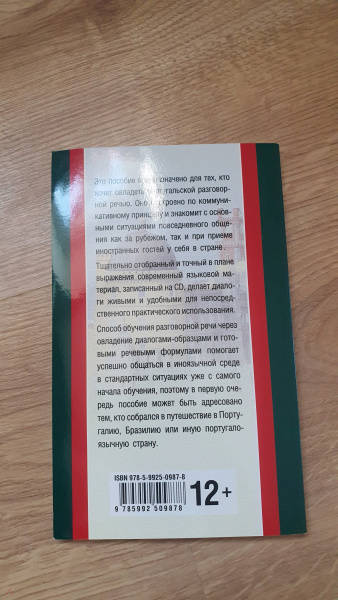 Это пособие предназначено для тех, кто
хочет овладеть португальской разговор-
ной речью. Оно построено по коммуни-
кативному принципу и знакомит с основ-
ными ситуациями повседневного обще-
ния как за рубежом, так и при приеме
иностранных гостей у себя в стране.
Тщательно отобранный и точный в плане
выражения современный языковой ма-
териал, записанный на CD, делает диало-
ги живыми и удобными для непосред-
ственного практического использования.
Способ обучения разговорной речи через
овладение диалогами-образцами и гото-
выми речевыми формулами помогает
успешно общаться в иноязычной среде
в стандартных ситуациях уже с самого
начала обучения, поэтому в первую оче-
редь пособие может быть адресовано
тем, кто собрался в путешествие в Порту-
галию, Бразилию или иную португало-
язычную страну.
ISBN 978-5-9925-0987-8
12+
9 785992 509878